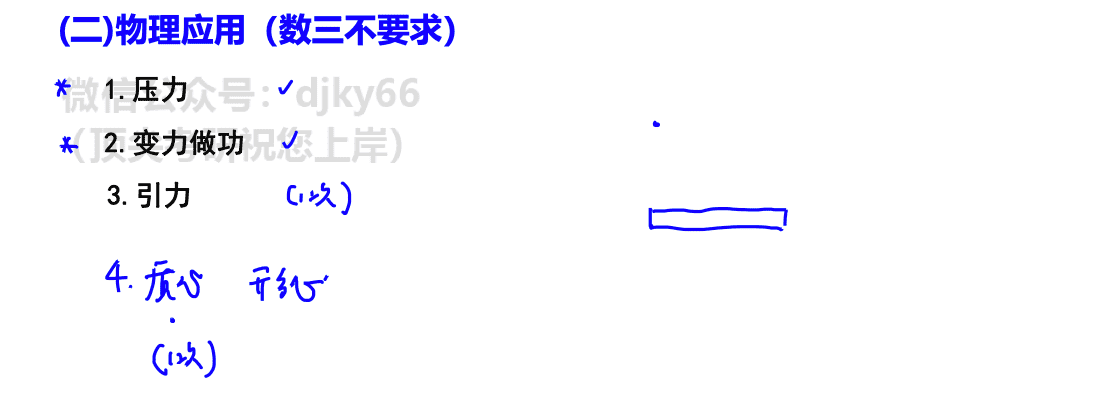 (二)物理应用（数三不要求）
* 1.压力 ✓
微信公众号：djky66
* 2.变力做功 ✓
（顶尖考研祝您上岸）
3.引力 (1次)
4.质心 形心
(1次)